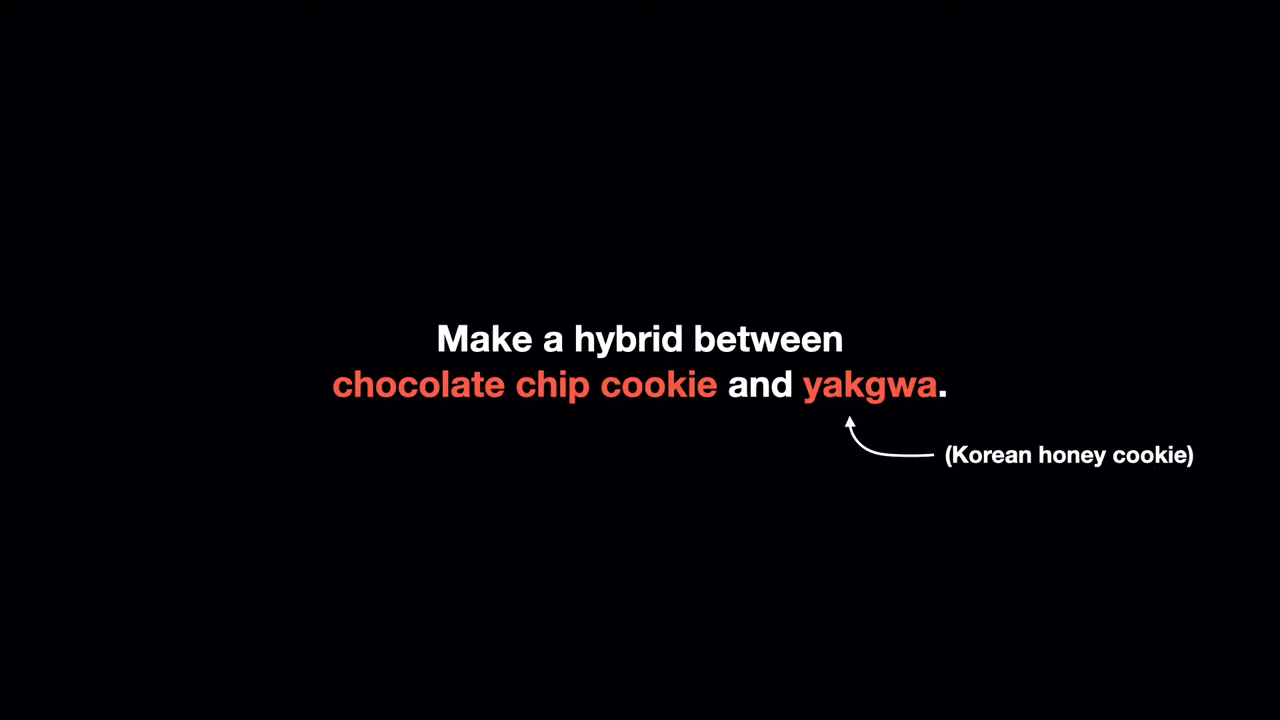 Make a hybrid between
chocolate chip cookie and yakgwa.
(Korean honey cookie)